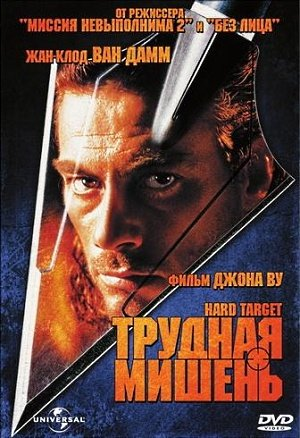 ОТ РЕЖИССЕРА
"МИССИЯ НЕВЫПОЛНИМА 2" и "БЕЗ ЛИЦА"
ЖАН-КЛОД ВАН ДАММ
ФИЛЬМ ДЖОНА ВУ
HARD TARGET
ТРУДНАЯ
МИШЕНЬ
UNIVERSAL
DVD
VIDEO